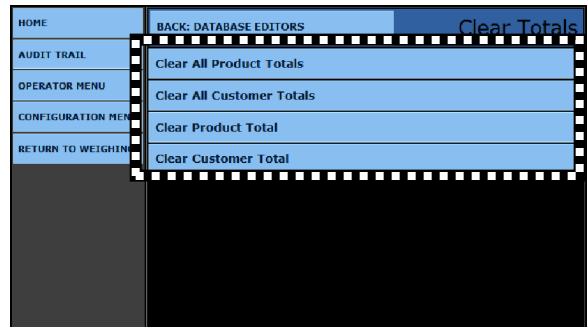 HOME
BACK: DATABASE EDITORS
Clear Totals
AUDIT TRAIL
OPERATOR MENU
CONFIGURATION MEN
RETURN TO WEIGHING
Clear All Product Totals
Clear All Customer Totals
Clear Product Total
Clear Customer Total